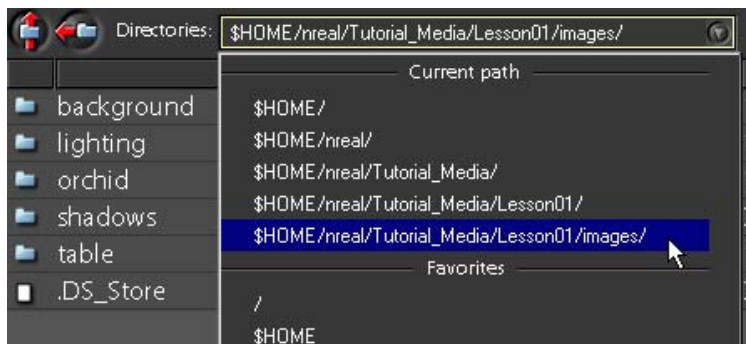 Directories: $HOME/nreal/Tutorial_Media/Lesson01/images/
Current path
$HOME/
$HOME/nreal/
$HOME/nreal/Tutorial_Media/
$HOME/nreal/Tutorial_Media/Lesson01/
$HOME/nreal/Tutorial_Media/Lesson01/images/
Favorites
/
$HOME
background
lighting
orchid
shadows
table
.DS_Store